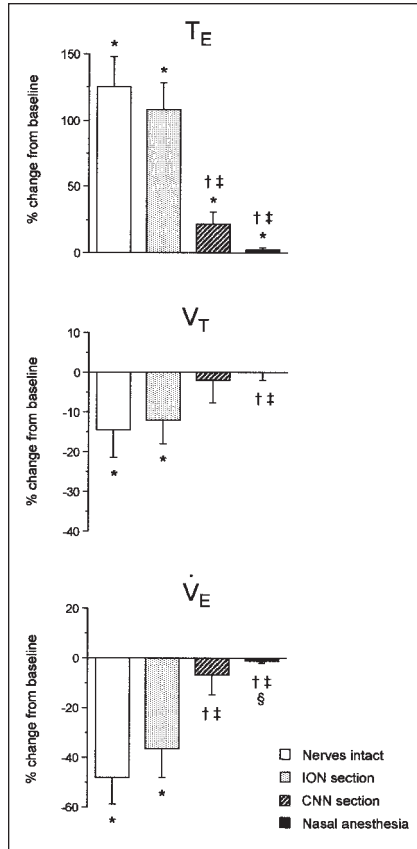 T_E
% change from baseline
150
100
50
0
*
*
† ‡
*
† ‡
*
V_T
% change from baseline
10
0
-10
-20
-30
-40
*
*
† ‡
V̇_E
% change from baseline
20
0
-20
-40
-60
*
*
† ‡
† ‡
§
Nerves intact
ION section
CNN section
Nasal anesthesia